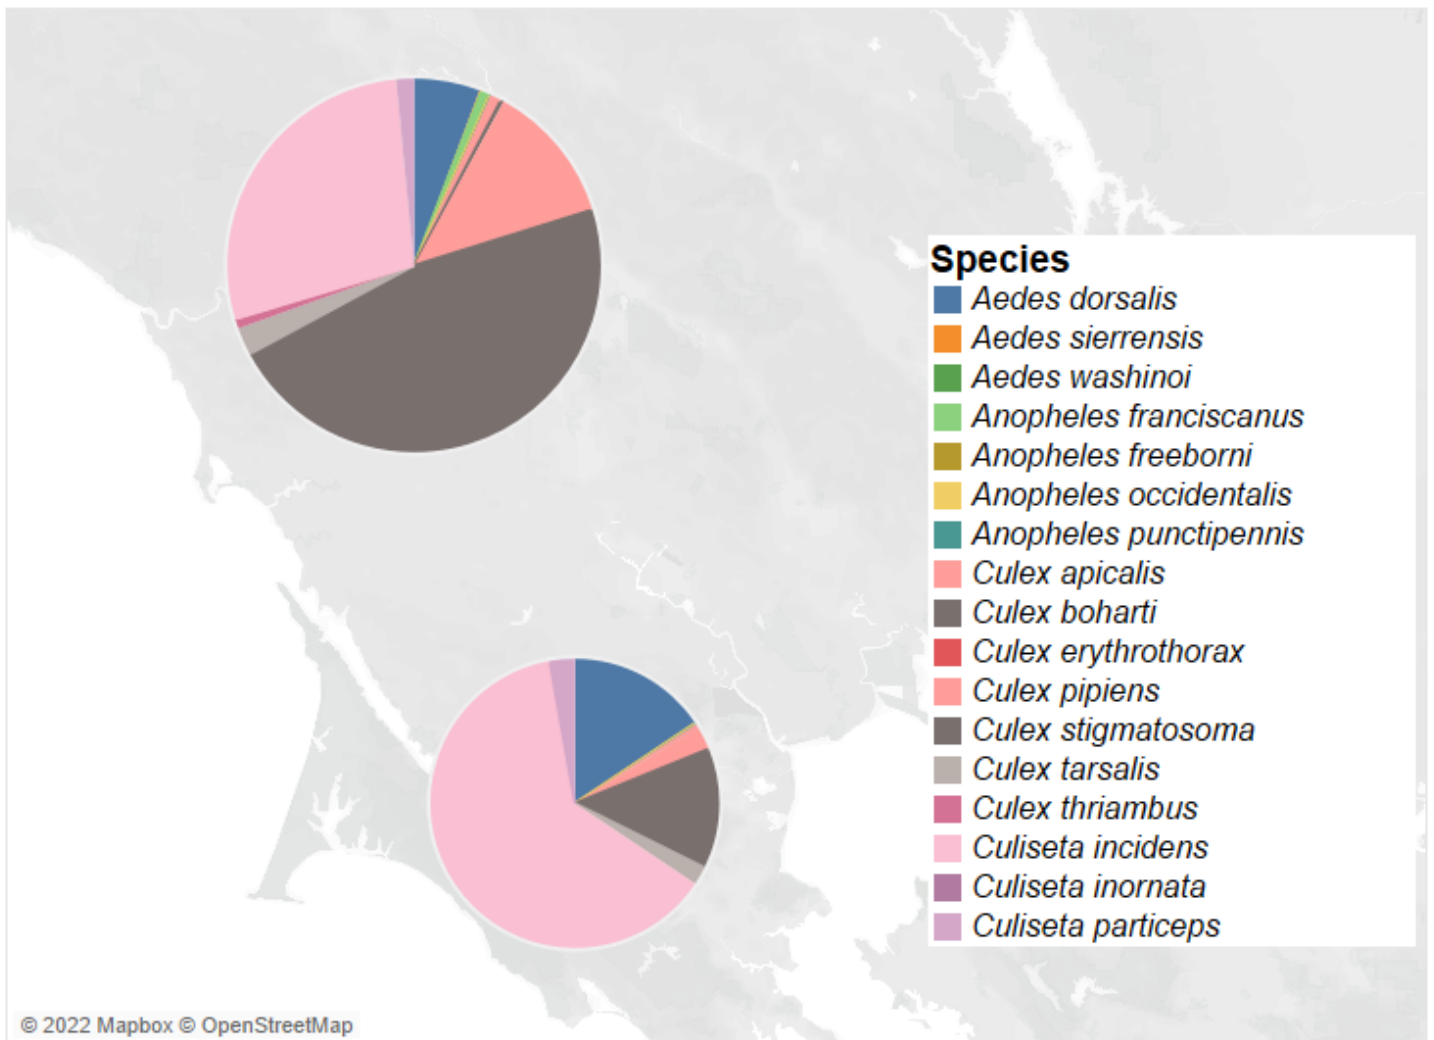 Species
Aedes dorsalis
Aedes sierrensis
Aedes washinoi
Anopheles franciscanus
Anopheles freeborni
Anopheles occidentalis
Anopheles punctipennis
Culex apicalis
Culex boharti
Culex erythrothorax
Culex pipiens
Culex stigmatosoma
Culex tarsalis
Culex thriambus
Culiseta incidens
Culiseta inornata
Culiseta particeps
© 2022 Mapbox © OpenStreetMap